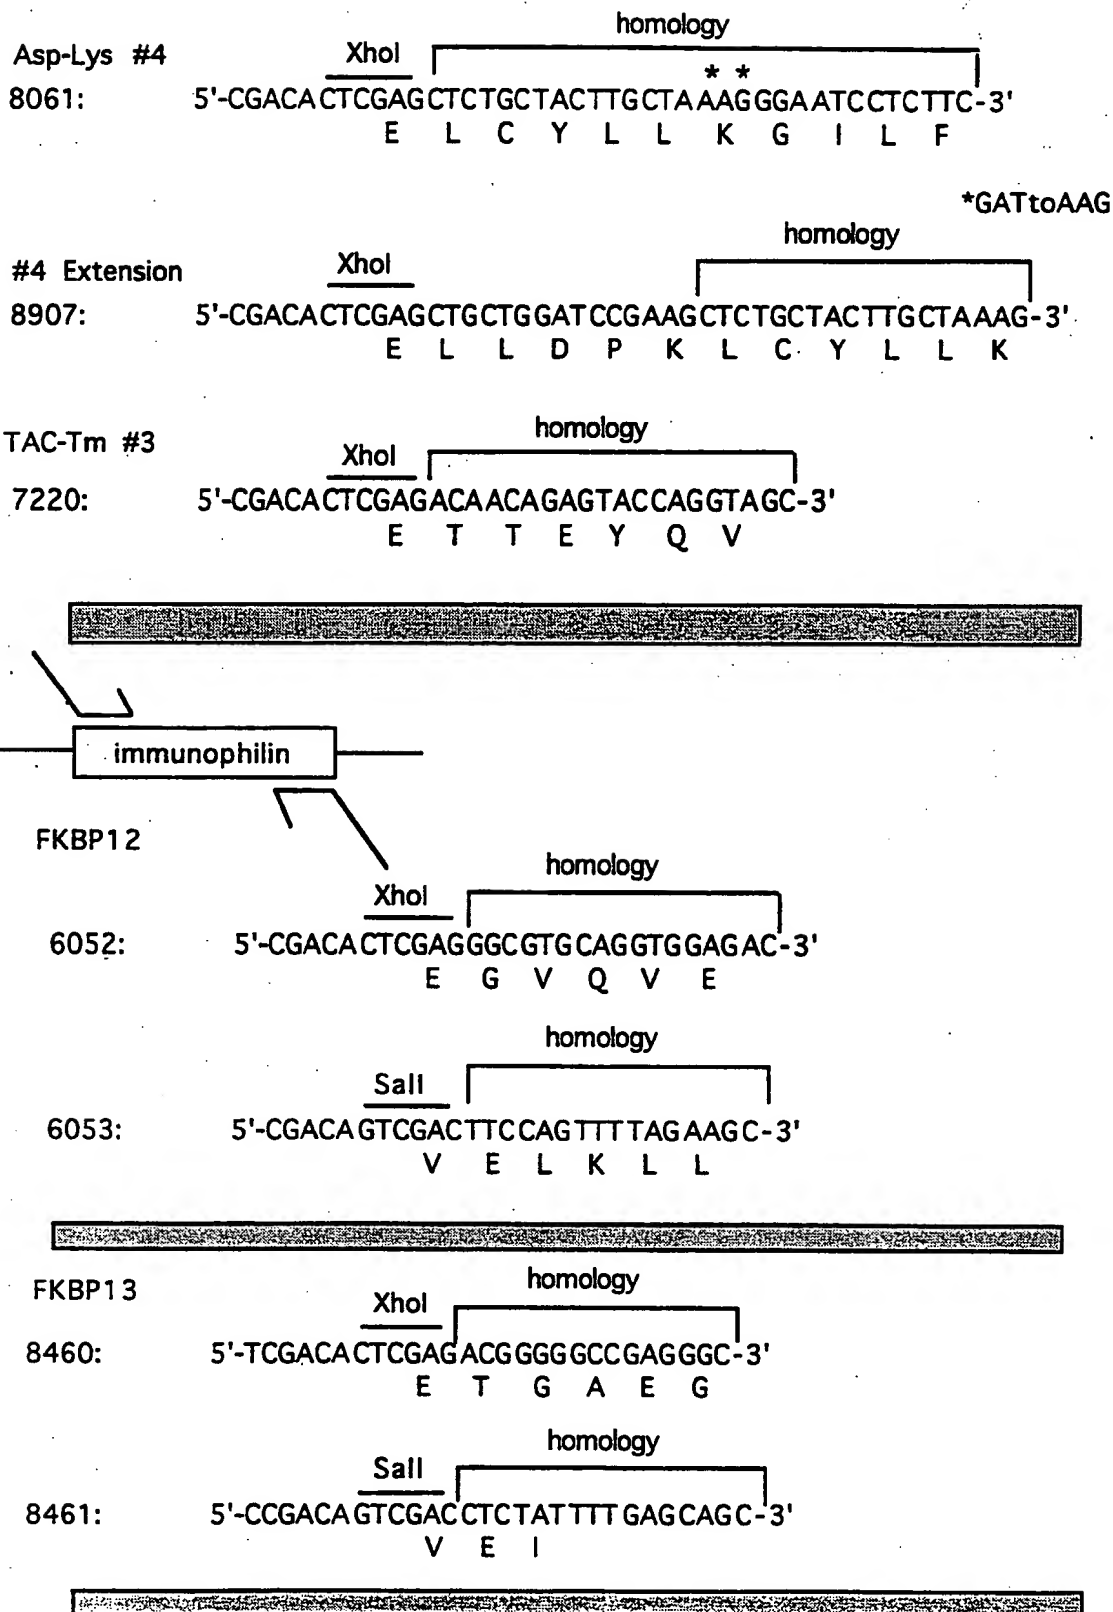 homology
Asp-Lys #4 XhoI
* *
8061: 5'-CGACACTCGAGCTCTGCTACTTGCTAAAGGGAATCCTCTTC-3'
E L C Y L L K G I L F
*GATtoAAG
homology
#4 Extension XhoI
8907: 5'-CGACACTCGAGCTGCTGGATCCGAAGCTCTGCTACTTGCTAAAG-3'
E L L D P K L C Y L L K
homology
TAC-Tm #3 XhoI
7220: 5'-CGACACTCGAGACAACAGAGTACCAGGTAGC-3'
E T T E Y Q V
immunophilin
FKBP12
homology
XhoI
6052: 5'-CGACACTCGAGGGCGTGCAGGTGGAGAC-3'
E G V Q V E
homology
SalI
6053: 5'-CGACAGTCGACTTCCAGTTTTAGAAGC-3'
V E L K L L
homology
FKBP13 XhoI
8460: 5'-TCGACACTCGAGACGGGGGCCGAGGGC-3'
E T G A E G
homology
SalI
8461: 5'-CCGACAGTCGACCTCTATTTTGAGCAGC-3'
V E I